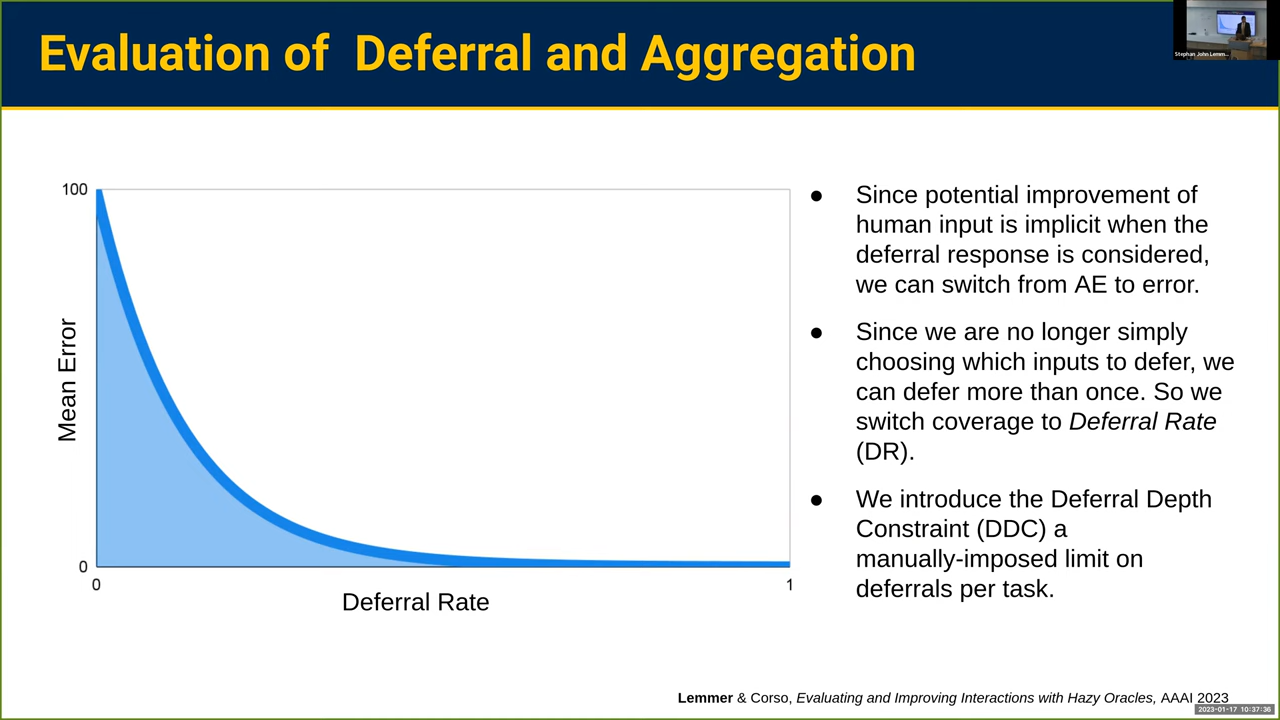 Evaluation of Deferral and Aggregation
Stephan John Lemm...
100
Mean Error
0
0
1
Deferral Rate
● Since potential improvement of
human input is implicit when the
deferral response is considered,
we can switch from AE to error.
● Since we are no longer simply
choosing which inputs to defer, we
can defer more than once. So we
switch coverage to Deferral Rate
(DR).
● We introduce the Deferral Depth
Constraint (DDC) a
manually-imposed limit on
deferrals per task.
Lemmer & Corso, Evaluating and Improving Interactions with Hazy Oracles, AAAI 2023
2023-01-17 10:37:36